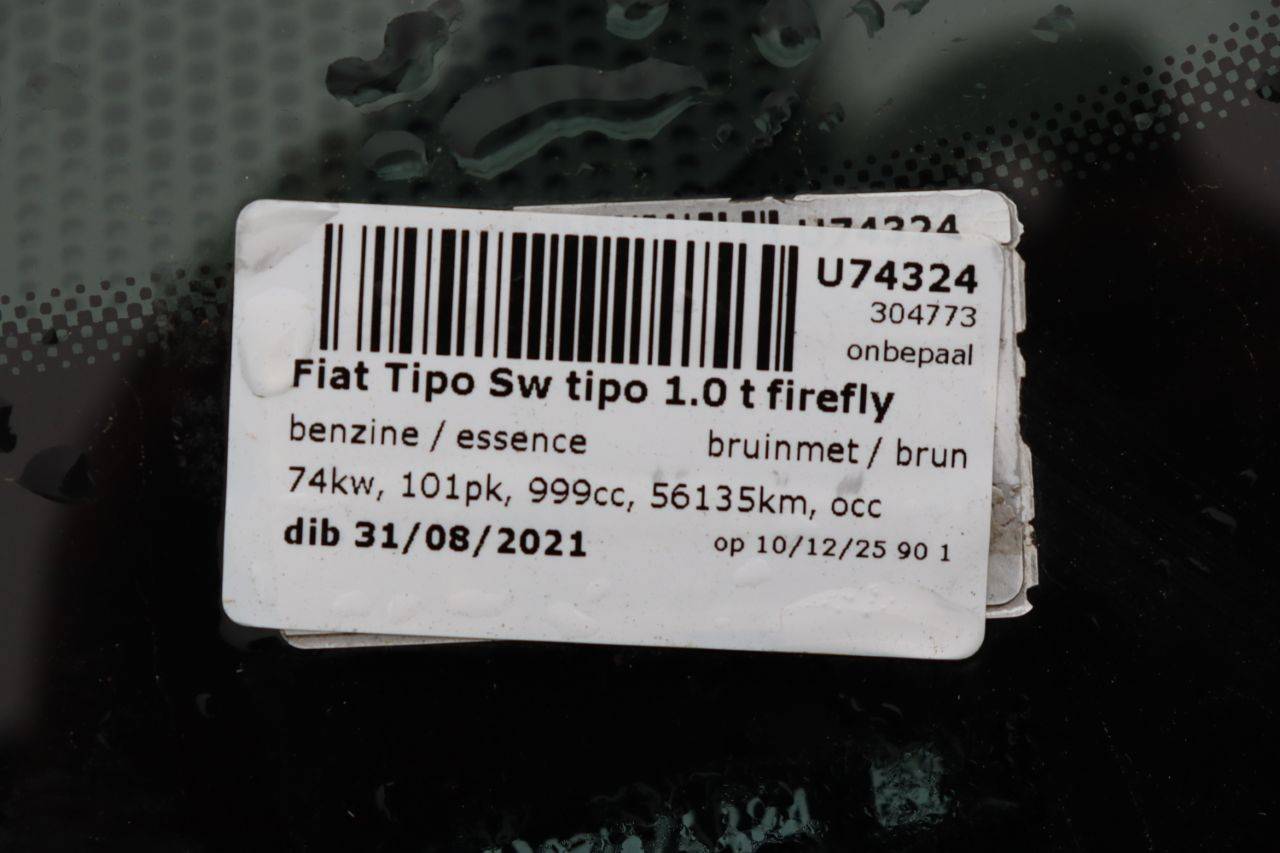 U74324
U74324
304773
onbepaal
Fiat Tipo Sw tipo 1.0 t firefly
benzine / essence bruinmet / brun
74kw, 101pk, 999cc, 56135km, occ
dib 31/08/2021 op 10/12/25 90 1